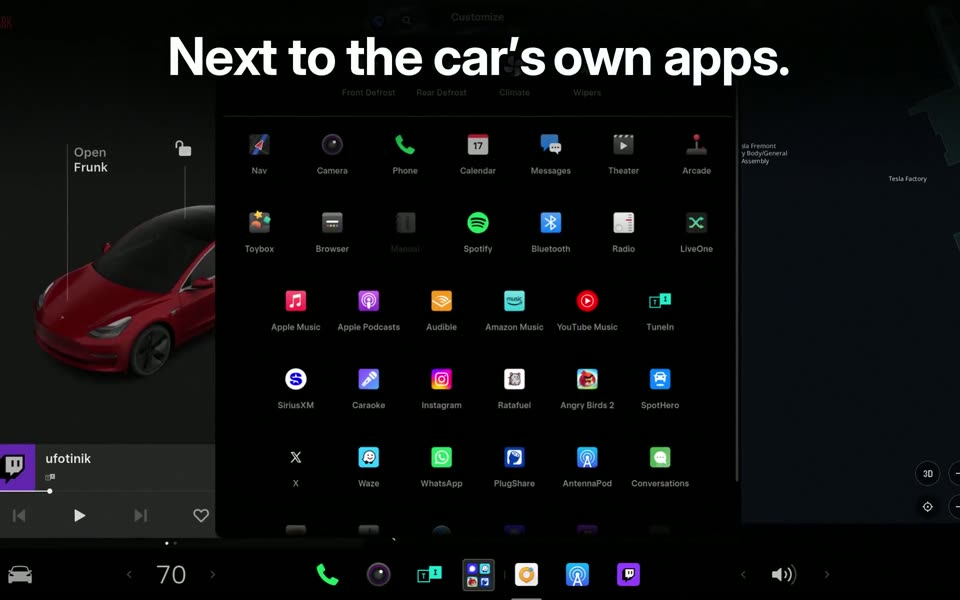 Customize
Next to the car's own apps.
Front Defrost Rear Defrost Climate Wipers
Open
Frunk
17
Nav Camera Phone Calendar Messages Theater Arcade
Tesla Factory
Assembly
Toybox Browser Manual Spotify Bluetooth Radio LiveOne
music
T I
Apple Music Apple Podcasts Audible Amazon Music YouTube Music TuneIn
SiriusXM Caraoke Instagram Ratafuel Angry Birds 2 SpotHero
ufotinik
3D
X Waze WhatsApp PlugShare AntennaPod Conversations
70
T I